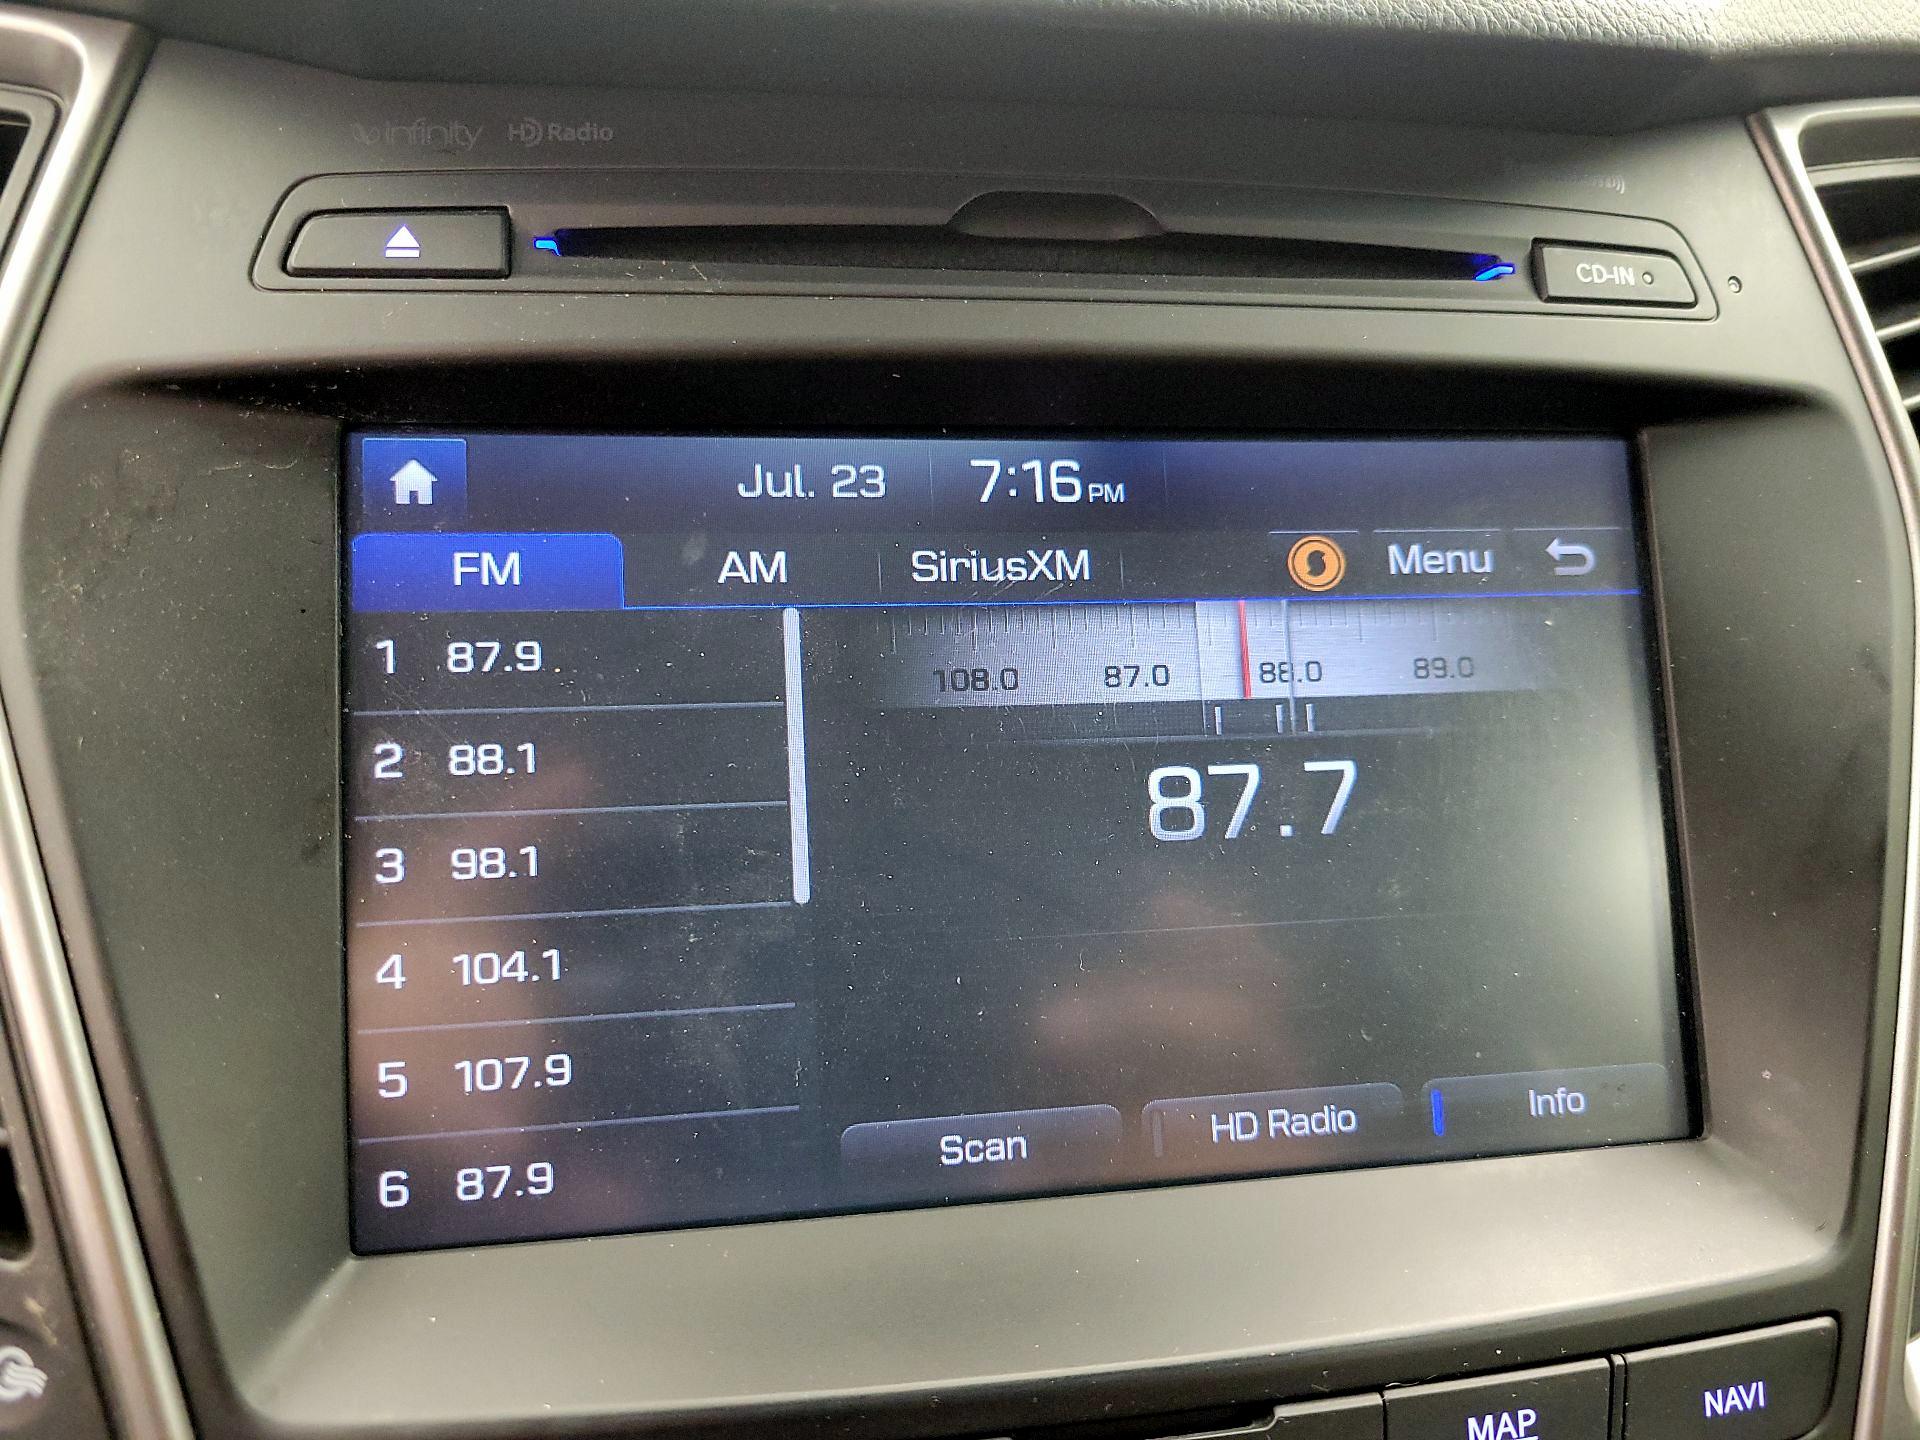 infinity HD Radio
CD-IN
Jul. 23 7:16 PM
FM AM SiriusXM Menu
1 87.9
2 88.1
3 98.1
4 104.1
5 107.9
6 87.9
108.0 87.0 88.0 89.0
87.7
Scan HD Radio Info
MAP NAVI